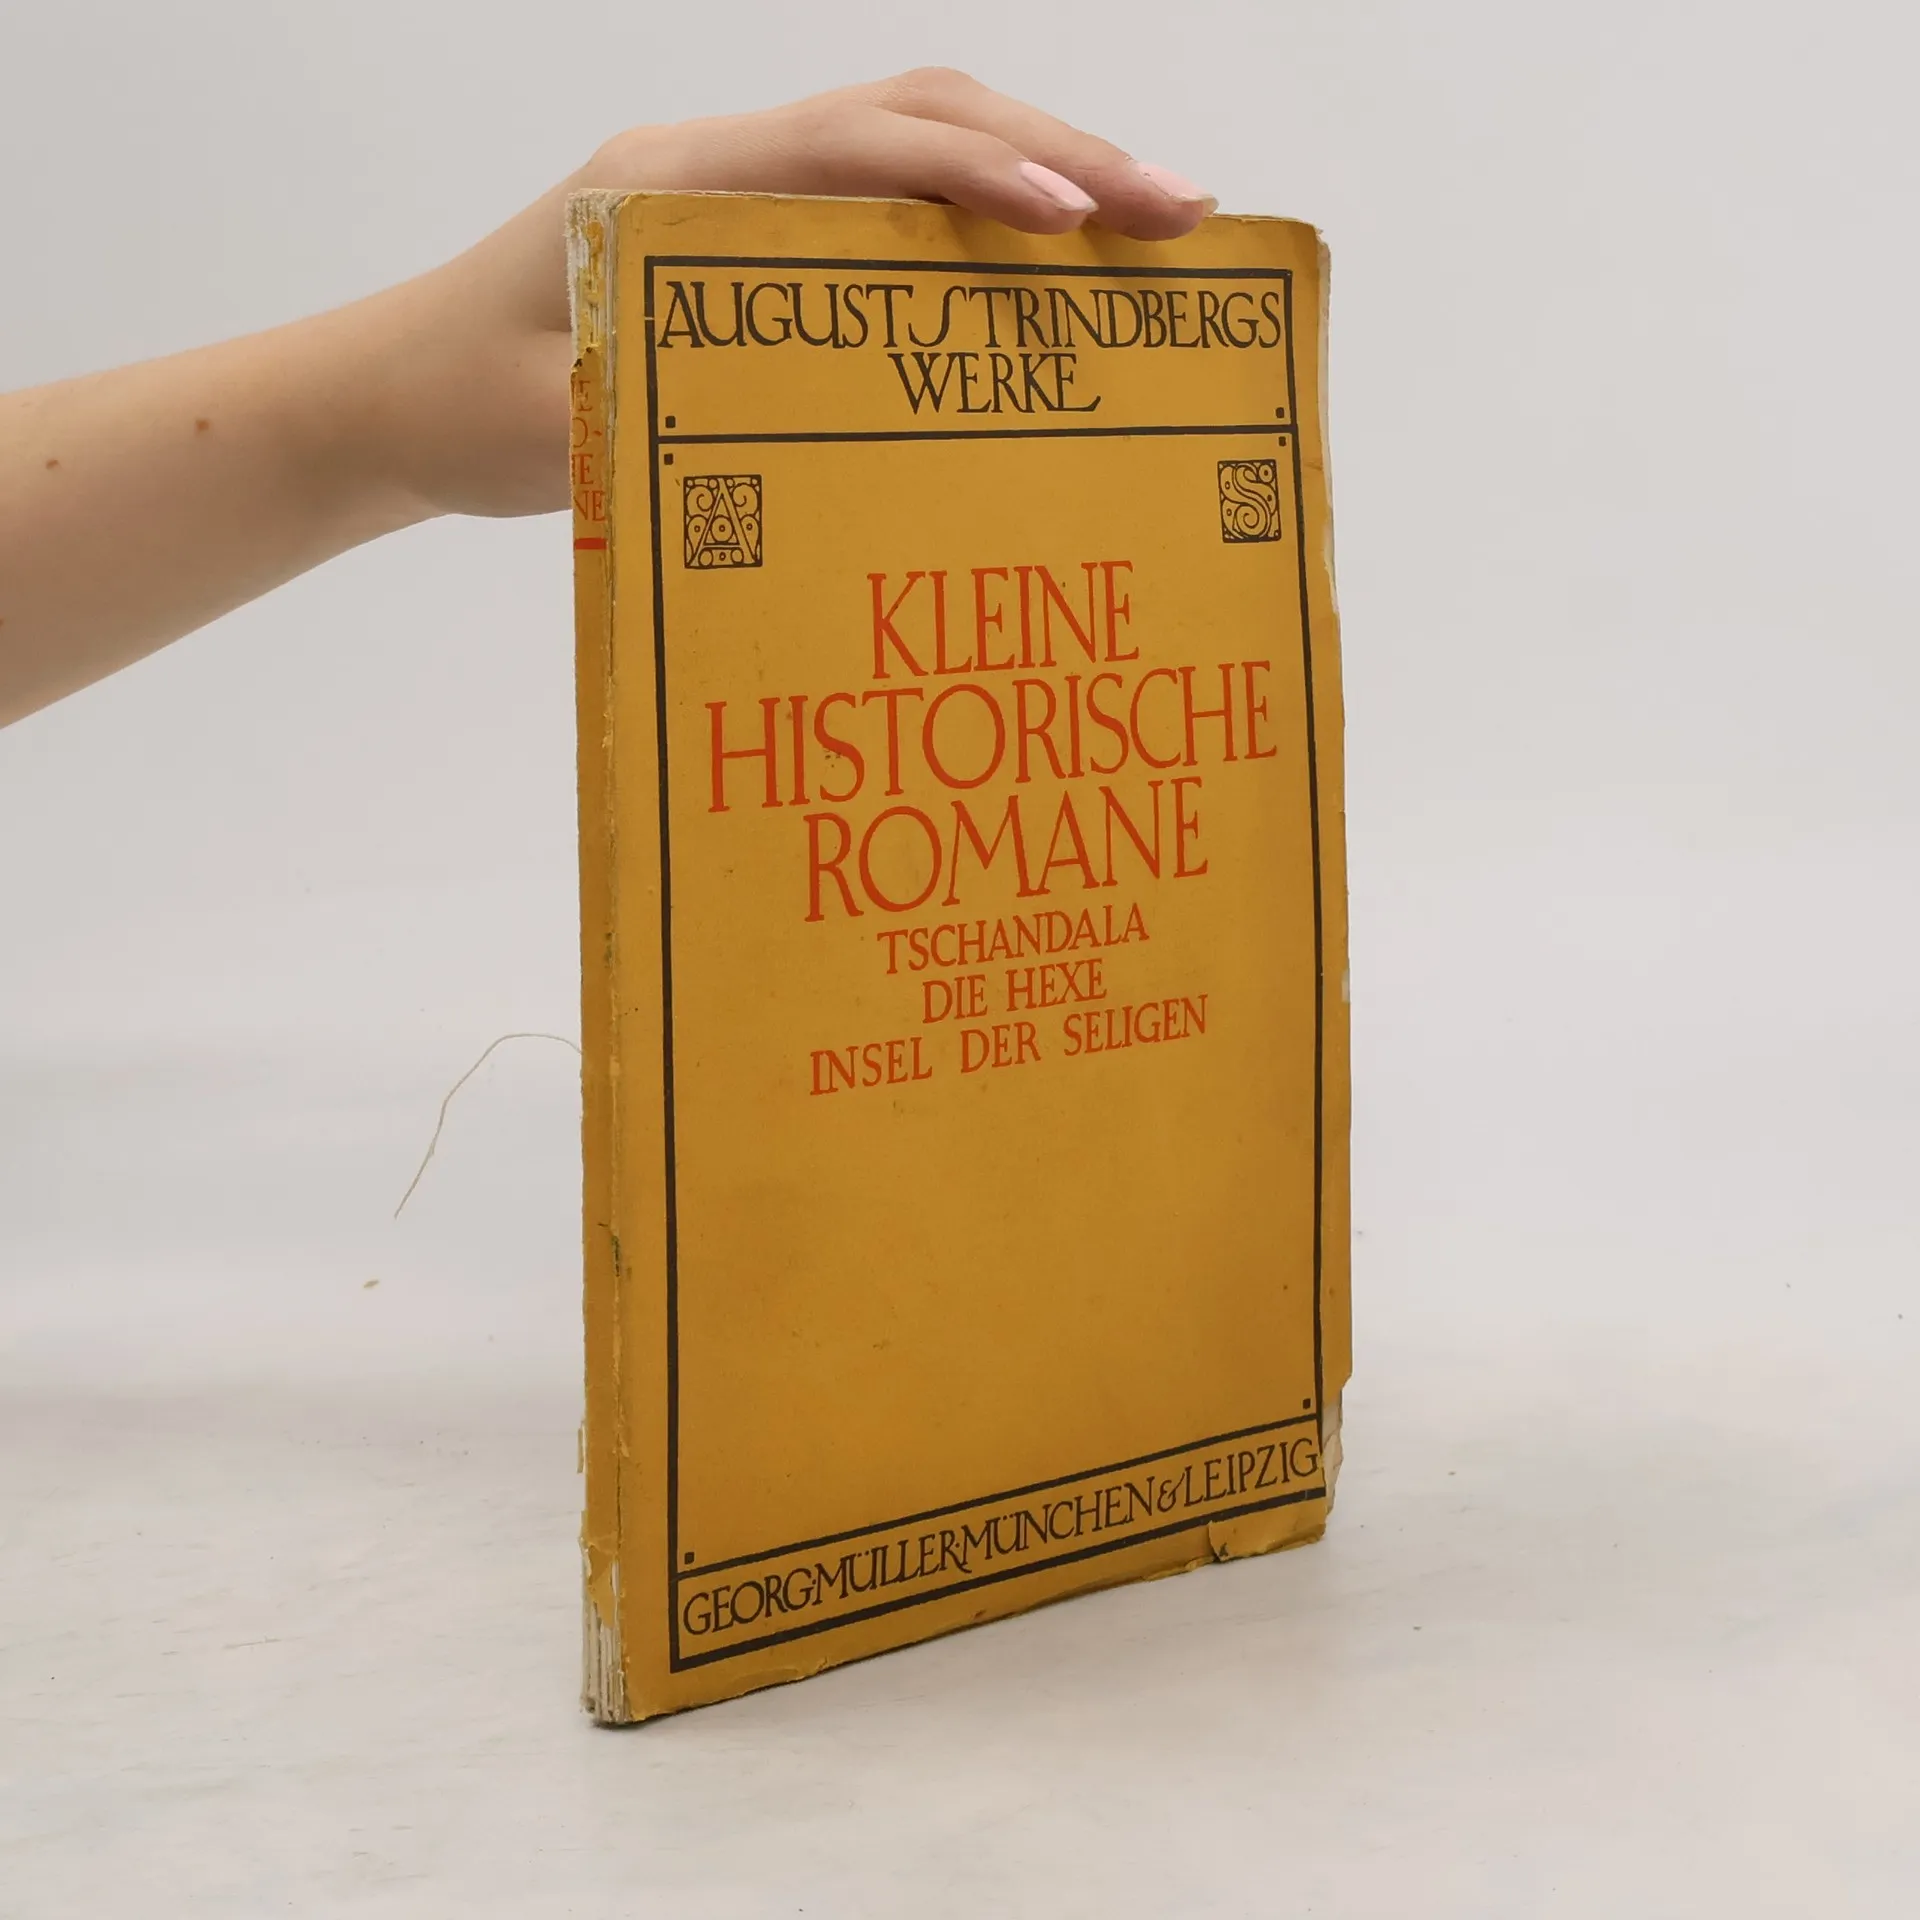 AUGUST STRINDBERGS
WERKE
A S
KLEINE
HISTORISCHE
ROMANE
TSCHANDALA
DIE HEXE
INSEL DER SELIGEN
GEORG·MÜLLER·MÜNCHEN & LEIPZIG